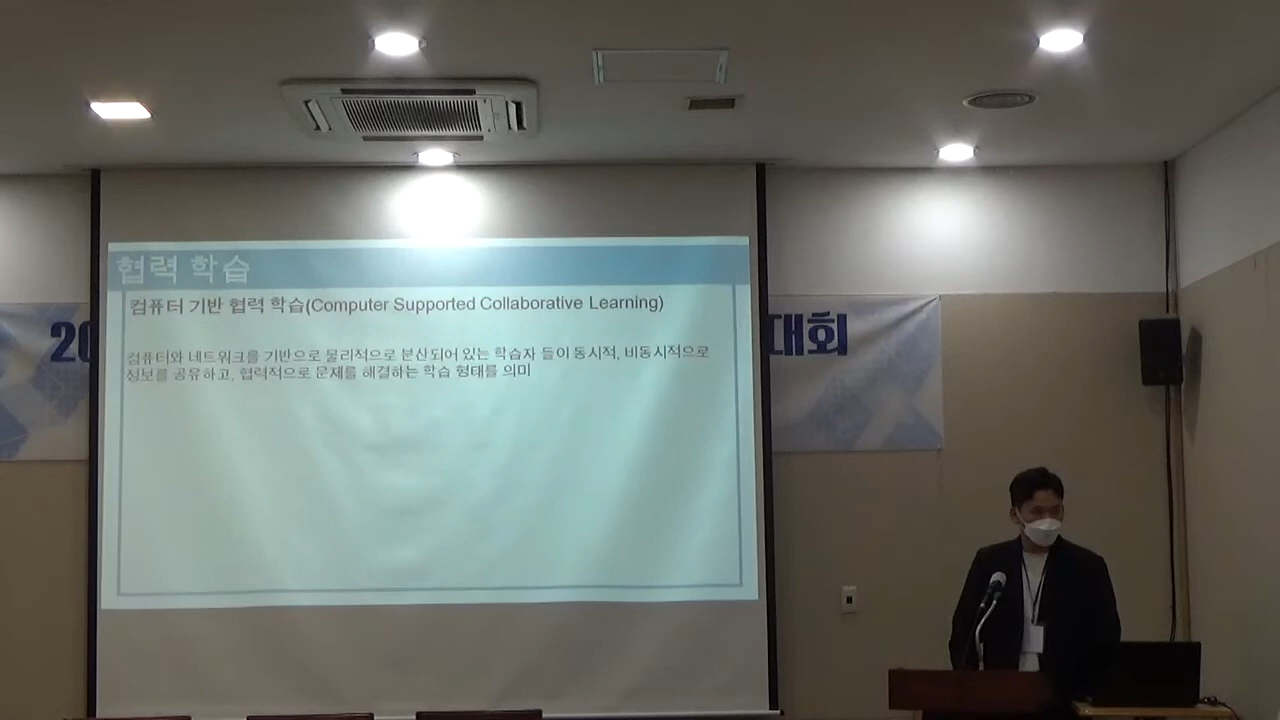 협력 학습
컴퓨터 기반 협력 학습(Computer Supported Collaborative Learning)
컴퓨터와 네트워크를 기반으로 물리적으로 분산되어 있는 학습자 들이 동시적, 비동시적으로
정보를 공유하고, 협력적으로 문제를 해결하는 학습 형태를 의미
20
대회